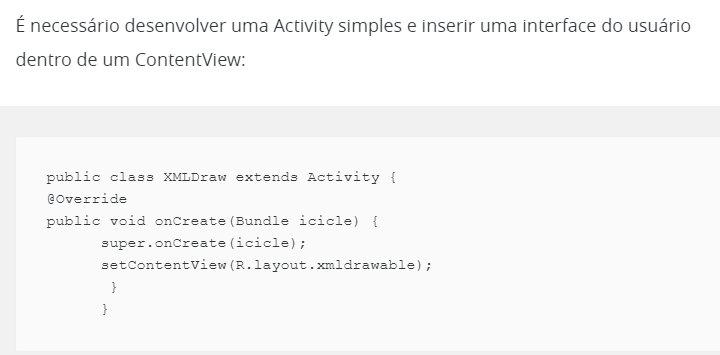 É necessário desenvolver uma Activity simples e inserir uma interface do usuário
dentro de um ContentView:
public class XMLDraw extends Activity {
@Override
public void onCreate(Bundle icicle) {
super.onCreate(icicle);
setContentView(R.layout.xmldrawable);
}
}